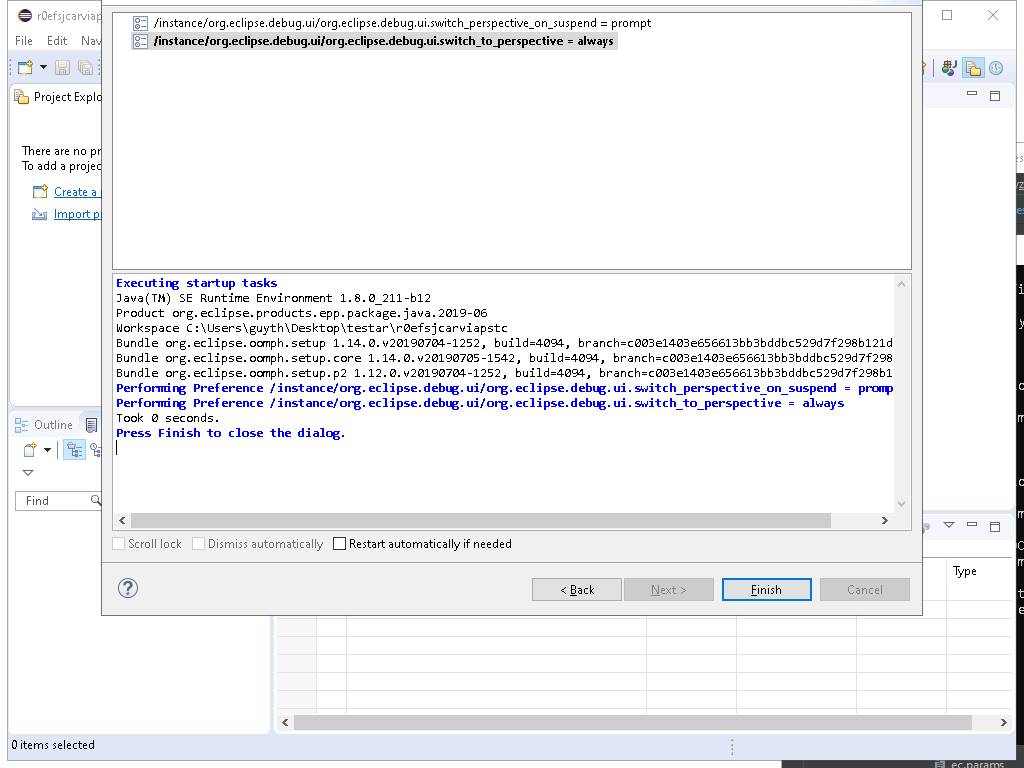 r0efsjcarviap
File Edit Nav
Project Explo
There are no pr
To add a projec
Create a
Import p
/instance/org.eclipse.debug.ui/org.eclipse.debug.ui.switch_perspective_on_suspend = prompt
/instance/org.eclipse.debug.ui/org.eclipse.debug.ui.switch_to_perspective = always
Executing startup tasks
Java(TM) SE Runtime Environment 1.8.0_211-b12
Product org.eclipse.products.epp.package.java.2019-06
Workspace C:\Users\guyth\Desktop\testar\r0efsjcarviapstc
Bundle org.eclipse.oomph.setup 1.14.0.v20190704-1252, build=4094, branch=c003e1403e656613bb3bddbc529d7f298b121d
Bundle org.eclipse.oomph.setup.core 1.14.0.v20190705-1542, build=4094, branch=c003e1403e656613bb3bddbc529d7f298
Bundle org.eclipse.oomph.setup.p2 1.12.0.v20190704-1252, build=4094, branch=c003e1403e656613bb3bddbc529d7f298b1
Performing Preference /instance/org.eclipse.debug.ui/org.eclipse.debug.ui.switch_perspective_on_suspend = promp
Performing Preference /instance/org.eclipse.debug.ui/org.eclipse.debug.ui.switch_to_perspective = always
Took 0 seconds.
Press Finish to close the dialog.
Outline
Find
Scroll lock Dismiss automatically Restart automatically if needed
< Back Next > Finish Cancel
Type
0 items selected
ec.params